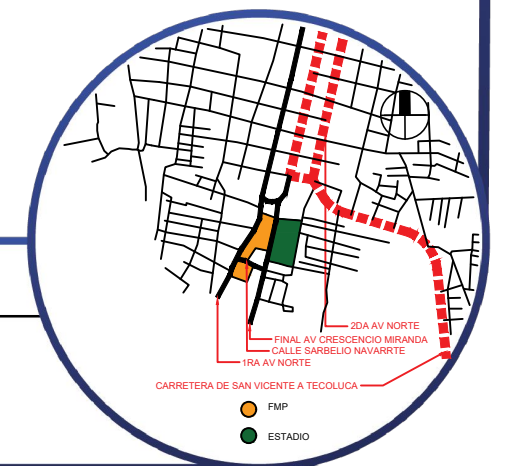 2DA AV NORTE
FINAL AV CRESCENCIO MIRANDA
CALLE SARBELIO NAVARRTE
1RA AV NORTE
CARRETERA DE SAN VICENTE A TECOLUCA
FMP
ESTADIO